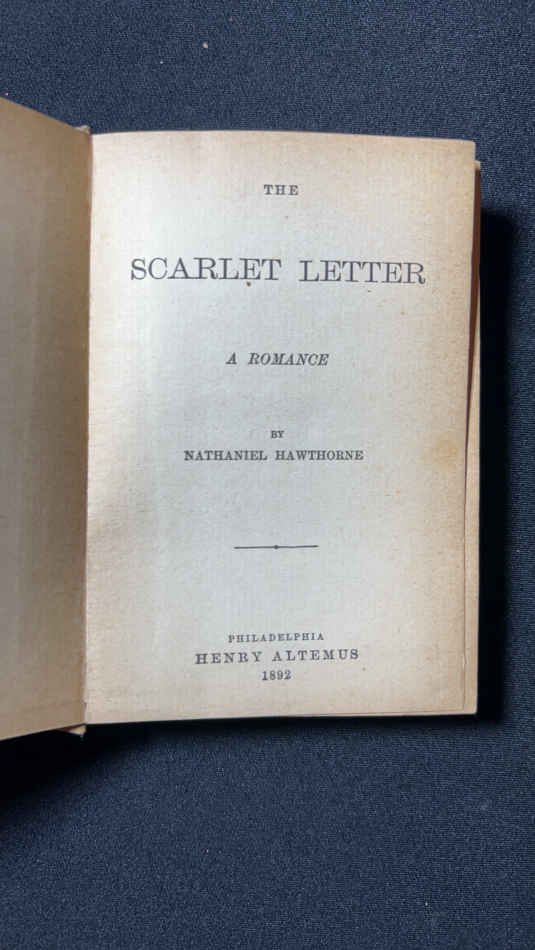 THE
SCARLET LETTER
A ROMANCE
BY
NATHANIEL HAWTHORNE
PHILADELPHIA
HENRY ALTEMUS
1892